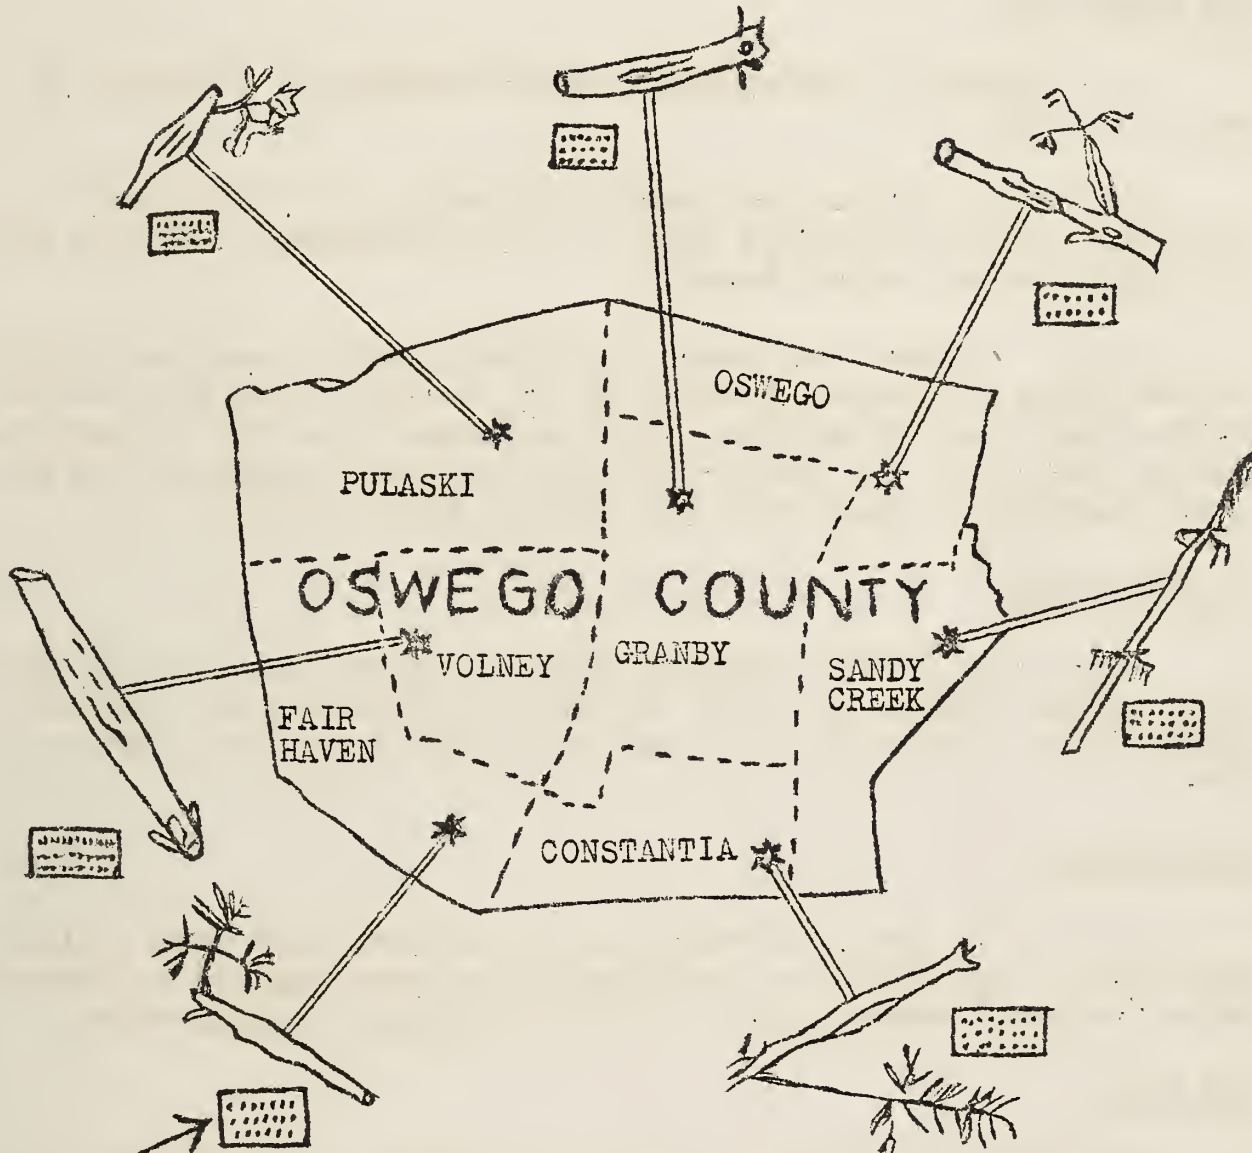 OSWEGO
PULASKI
OSWEGO COUNTY
VOLNEY
GRANBY
SANDY
CREEK
FAIR
HAVEN
CONSTANTIA